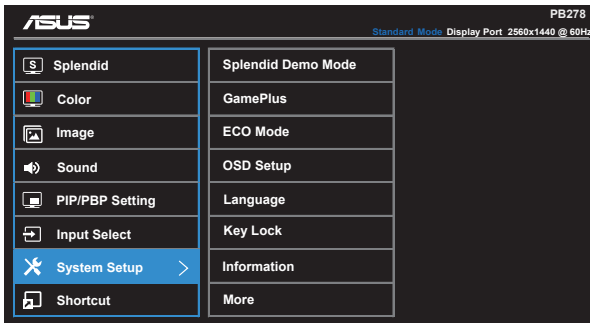 ASUS
PB278
Standard Mode Display Port 2560x1440 @ 60Hz
S Splendid
Color
Image
Sound
PIP/PBP Setting
Input Select
System Setup
Shortcut
Splendid Demo Mode
GamePlus
ECO Mode
OSD Setup
Language
Key Lock
Information
More